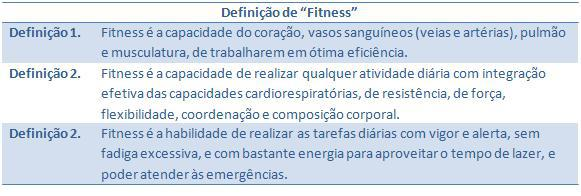 Definição de “Fitness”
Definição 1. Fitness é a capacidade do coração, vasos sanguíneos (veias e artérias), pulmão
e musculatura, de trabalharem em ótima eficiência.
Definição 2. Fitness é a capacidade de realizar qualquer atividade diária com integração
efetiva das capacidades cardiorespiratórias, de resistência, de força,
flexibilidade, coordenação e composição corporal.
Definição 2. Fitness é a habilidade de realizar as tarefas diárias com vigor e alerta, sem
fadiga excessiva, e com bastante energia para aproveitar o tempo de lazer, e
poder atender às emergências.